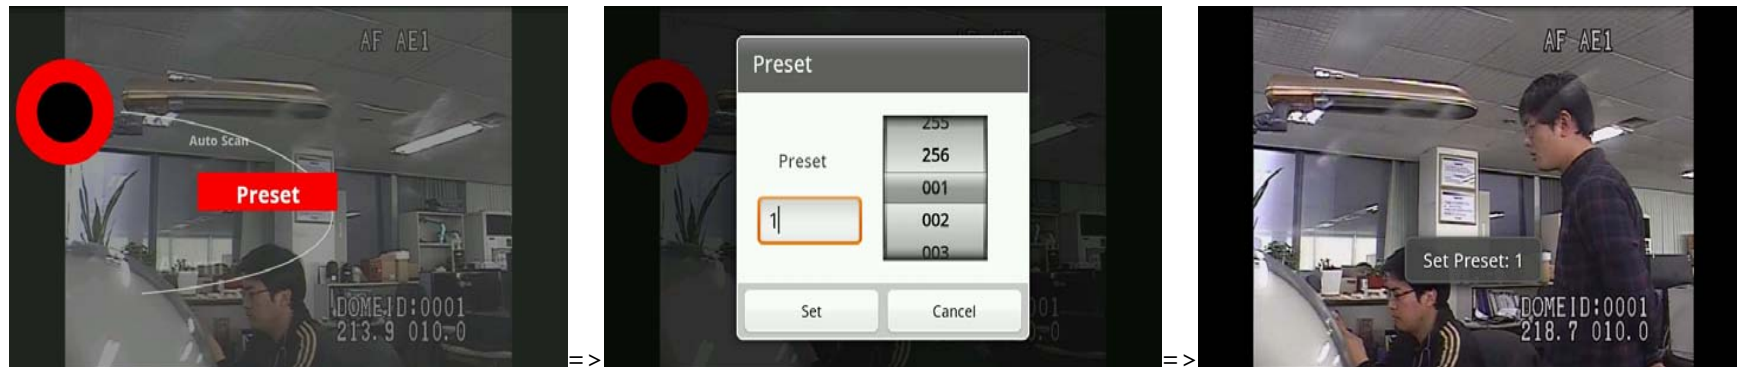 AF AE1
Auto Scan
Preset
DOMEID:0001
213.9 010.0
=>
Preset
Preset
1
255
256
001
002
003
Set
Cancel
=>
AF AE1
Set Preset: 1
DOMEID:0001
218.7 010.0